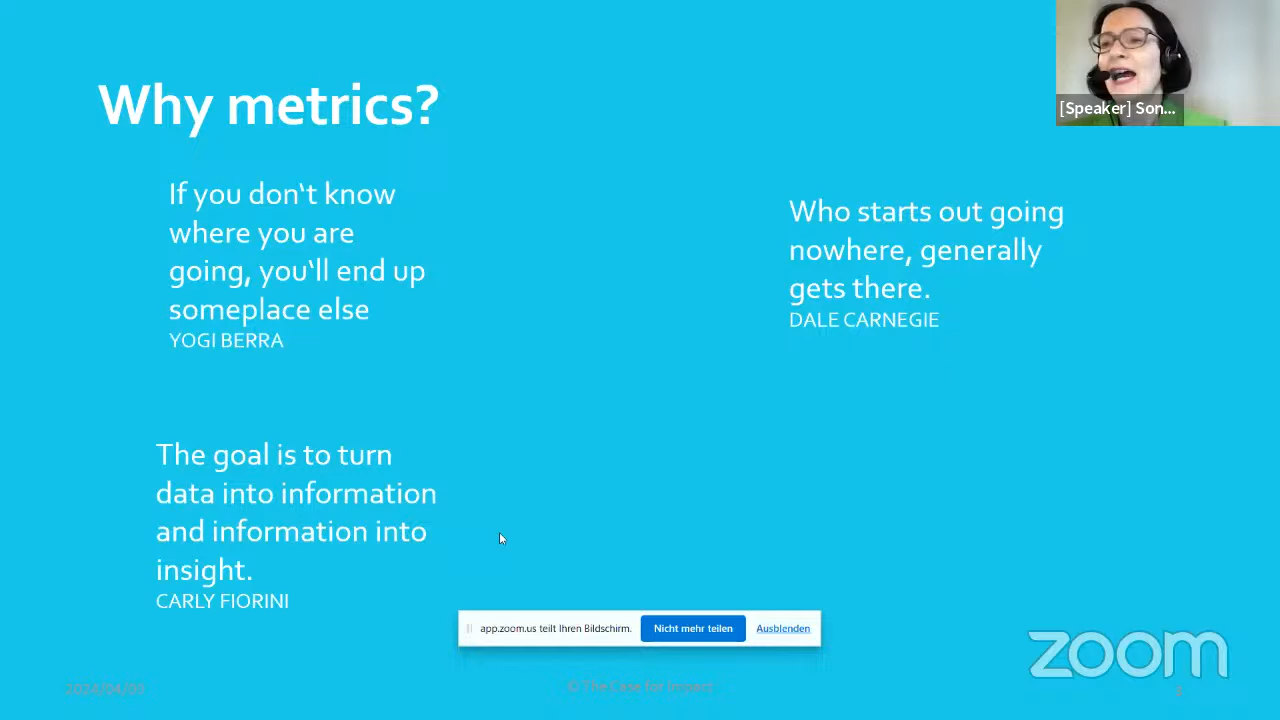 Why metrics?
[Speaker] Son...
If you don‘t know
where you are
going, you‘ll end up
someplace else
YOGI BERRA
Who starts out going
nowhere, generally
gets there.
DALE CARNEGIE
The goal is to turn
data into information
and information into
insight.
CARLY FIORINI
app.zoom.us teilt Ihren Bildschirm.
Nicht mehr teilen
Ausblenden
zoom
© The Case for Impact